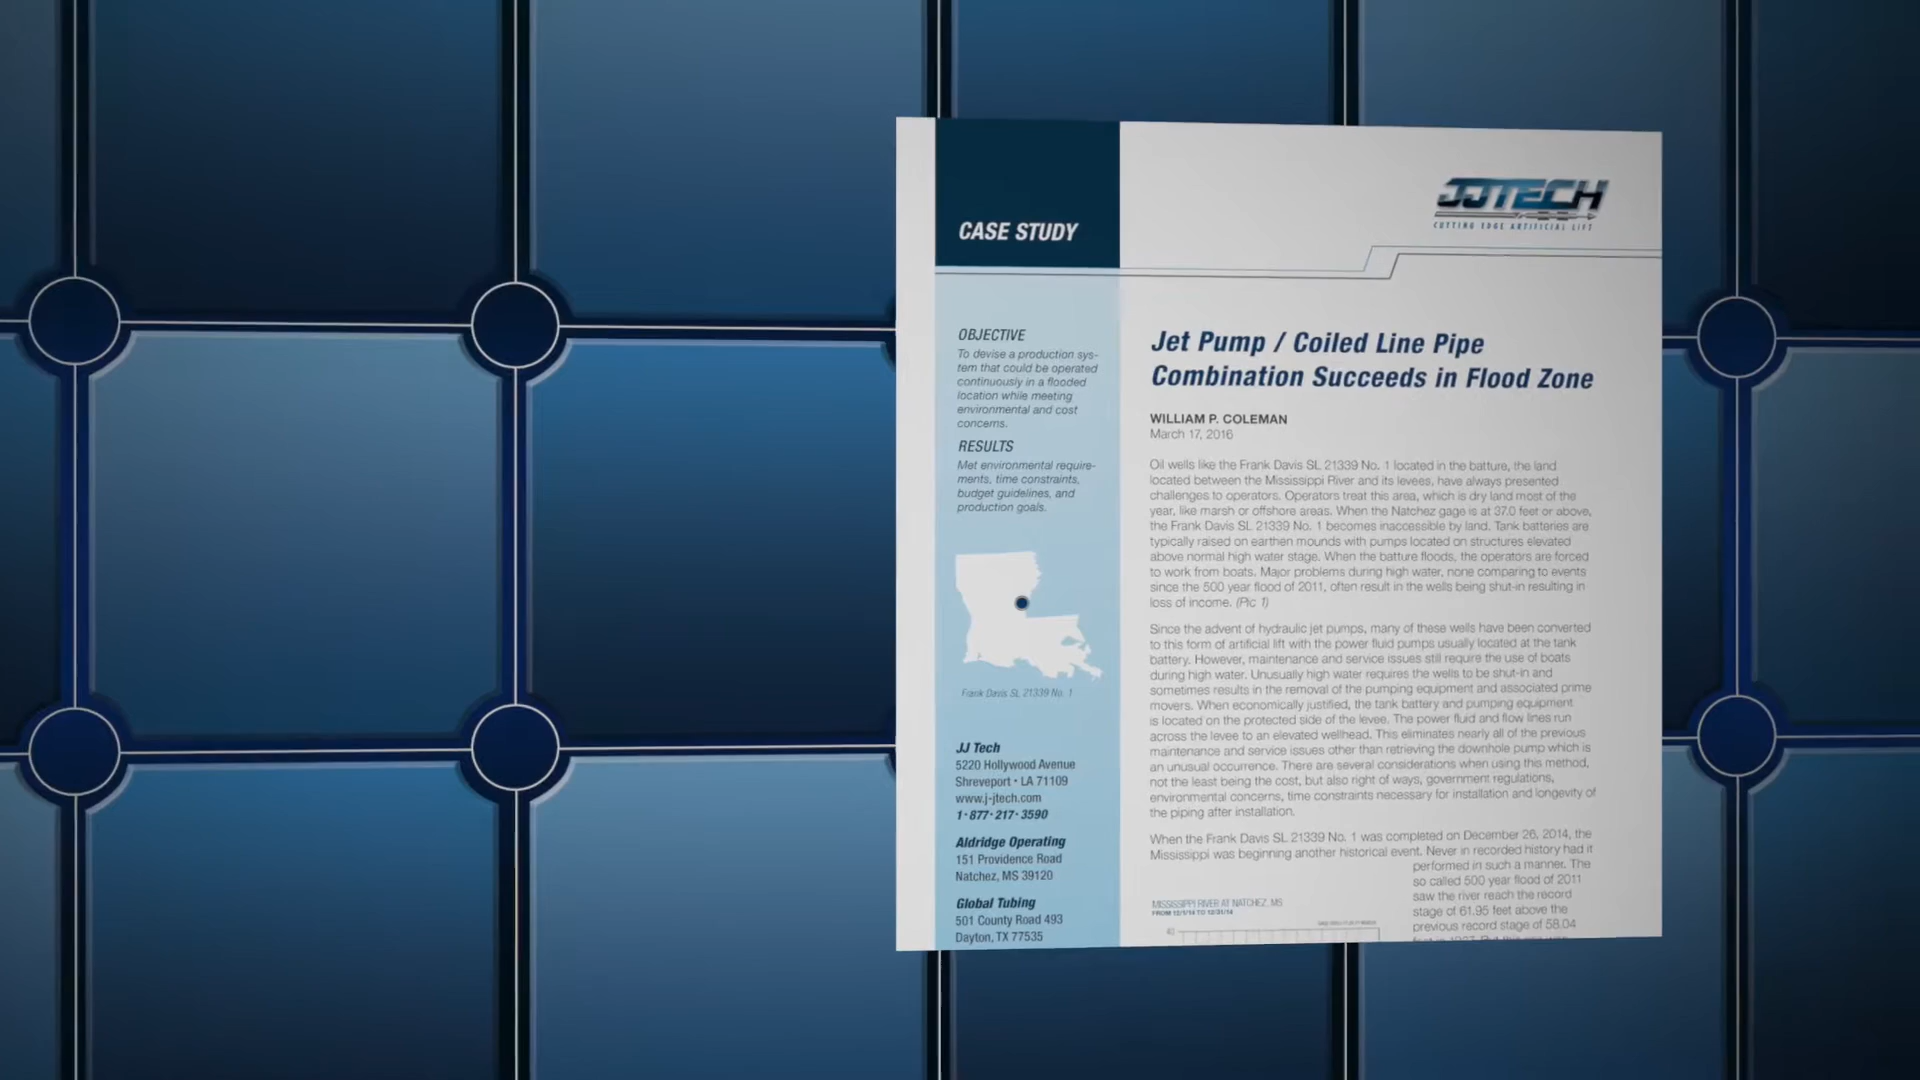 CASE STUDY
JJTECH
CUTTING EDGE ARTIFICIAL LIFT
OBJECTIVE
To devise a production sys-
tem that could be operated
continuously in a flooded
location while meeting
environmental and cost
concerns.
RESULTS
Met environmental require-
ments, time constraints,
budget guidelines, and
production goals.
Frank Davis SL 21339 No. 1
JJ Tech
5220 Hollywood Avenue
Shreveport • LA 71109
www.j-jtech.com
1•877•217•3590
Aldridge Operating
151 Providence Road
Natchez, MS 39120
Global Tubing
501 County Road 493
Dayton, TX 77535
Jet Pump / Coiled Line Pipe
Combination Succeeds in Flood Zone
WILLIAM P. COLEMAN
March 17, 2016
Oil wells like the Frank Davis SL 21339 No. 1 located in the batture, the land
located between the Mississippi River and its levees, have always presented
challenges to operators. Operators treat this area, which is dry land most of the
year, like marsh or offshore areas. When the Natchez gage is at 37.0 feet or above,
the Frank Davis SL 21339 No. 1 becomes inaccessible by land. Tank batteries are
typically raised on earthen mounds with pumps located on structures elevated
above normal high water stage. When the batture floods, the operators are forced
to work from boats. Major problems during high water, none comparing to events
since the 500 year flood of 2011, often result in the wells being shut-in resulting in
loss of income. (Pic 1)
Since the advent of hydraulic jet pumps, many of these wells have been converted
to this form of artificial lift with the power fluid pumps usually located at the tank
battery. However, maintenance and service issues still require the use of boats
during high water. Unusually high water requires the wells to be shut-in and
sometimes results in the removal of the pumping equipment and associated prime
movers. When economically justified, the tank battery and pumping equipment
is located on the protected side of the levee. The power fluid and flow lines run
across the levee to an elevated wellhead. This eliminates nearly all of the previous
maintenance and service issues other than retrieving the downhole pump which is
an unusual occurrence. There are several considerations when using this method,
not the least being the cost, but also right of ways, government regulations,
environmental concerns, time constraints necessary for installation and longevity of
the piping after installation.
When the Frank Davis SL 21339 No. 1 was completed on December 26, 2014, the
Mississippi was beginning another historical event. Never in recorded history had it
performed in such a manner. The
so called 500 year flood of 2011
saw the river reach the record
stage of 61.95 feet above the
previous record stage of 58.04
MISSISSIPPI RIVER AT NATCHEZ, MS
FROM 12/1/14 TO 12/31/14